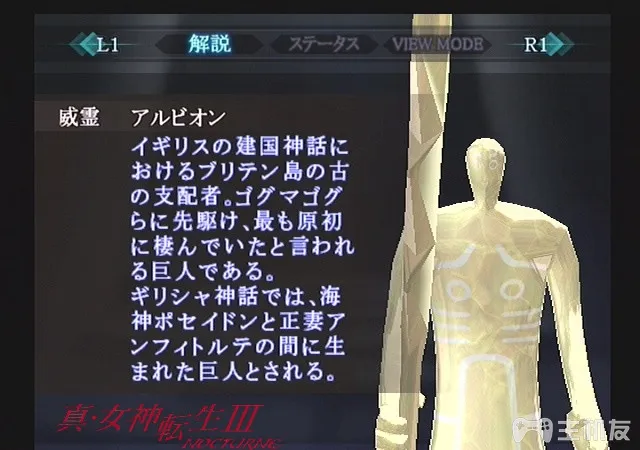 L1 解説 ステータス VIEW MODE R1
威霊 アルビオン
イギリスの建国神話に
おけるブリテン島の古
の支配者。ゴグマゴグ
らに先駆け、最も原初
に棲んでいたと言われ
る巨人である。
ギリシャ神話では、海
神ポセイドンと正妻ア
ンフィトルテの間に生
まれた巨人とされる。
真・女神転生III
NOCTURNE
主机友